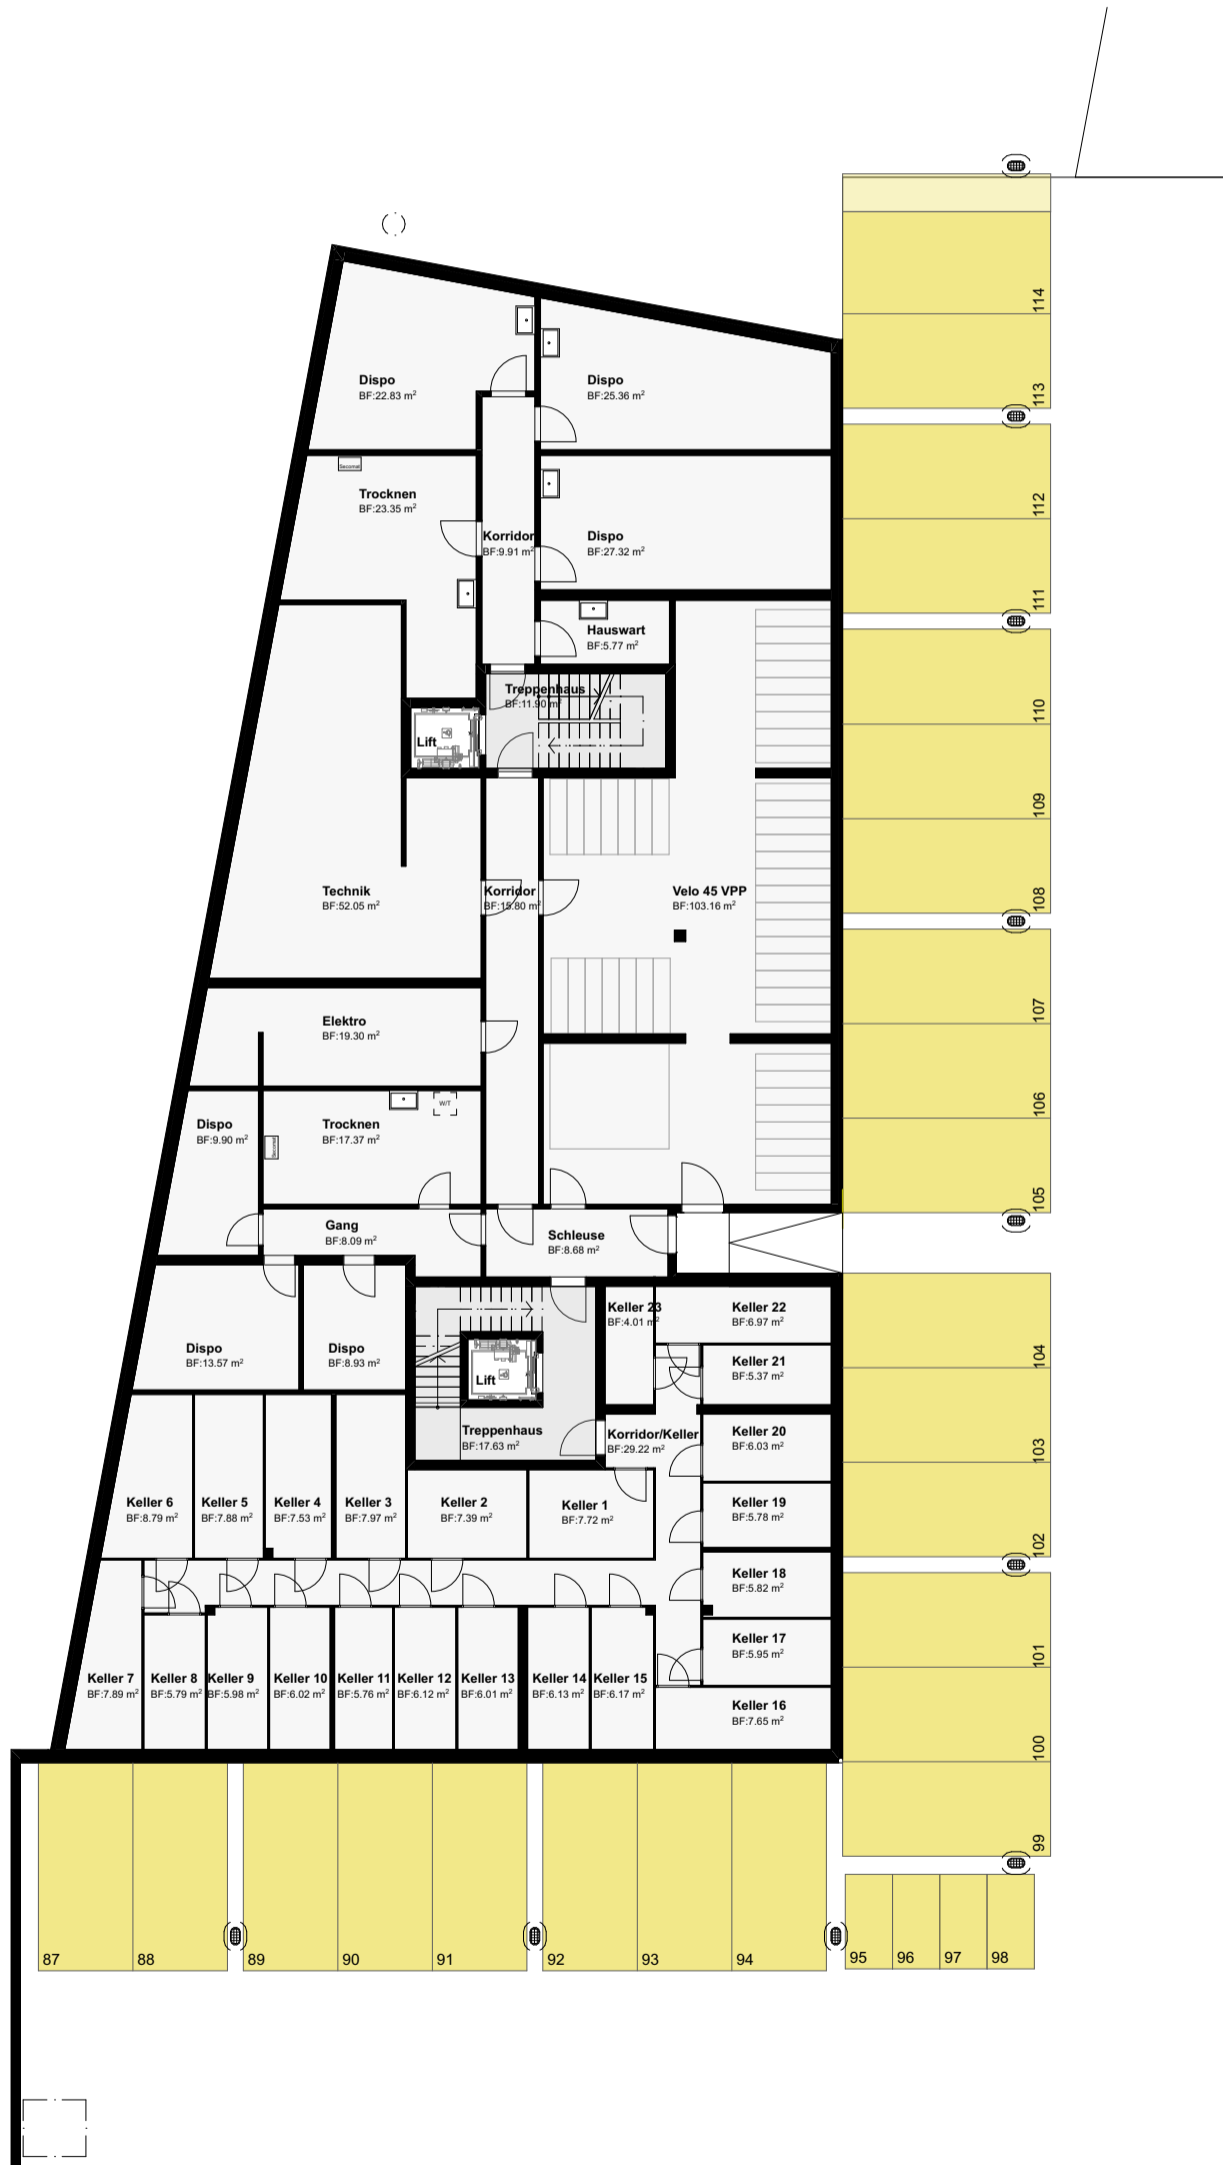 114
113
112
111
110
109
108
107
106
105
104
103
102
101
100
99
Dispo
BF:22.83 m²
Dispo
BF:25.36 m²
Secomat
Trocknen
BF:23.35 m²
Korridor
BF:9.91 m²
Dispo
BF:27.32 m²
Hauswart
BF:5.77 m²
Treppenhaus
BF:11.90 m²
Lift
Technik
BF:52.05 m²
Korridor
BF:15.80 m²
Velo 45 VPP
BF:103.16 m²
Elektro
BF:19.30 m²
W/T
Dispo
BF:9.90 m²
Secomat
Trocknen
BF:17.37 m²
Gang
BF:8.09 m²
Schleuse
BF:8.68 m²
Keller 23
BF:4.01 m²
Keller 22
BF:6.97 m²
Dispo
BF:13.57 m²
Dispo
BF:8.93 m²
Lift
Keller 21
BF:5.37 m²
Treppenhaus
BF:17.63 m²
Korridor/Keller
BF:29.22 m²
Keller 20
BF:6.03 m²
Keller 6
BF:8.79 m²
Keller 5
BF:7.88 m²
Keller 4
BF:7.53 m²
Keller 3
BF:7.97 m²
Keller 2
BF:7.39 m²
Keller 1
BF:7.72 m²
Keller 19
BF:5.78 m²
Keller 18
BF:5.82 m²
Keller 17
BF:5.95 m²
Keller 7
BF:7.89 m²
Keller 8
BF:5.79 m²
Keller 9
BF:5.98 m²
Keller 10
BF:6.02 m²
Keller 11
BF:5.76 m²
Keller 12
BF:6.12 m²
Keller 13
BF:6.01 m²
Keller 14
BF:6.13 m²
Keller 15
BF:6.17 m²
Keller 16
BF:7.65 m²
87
88
89
90
91
92
93
94
95
96
97
98